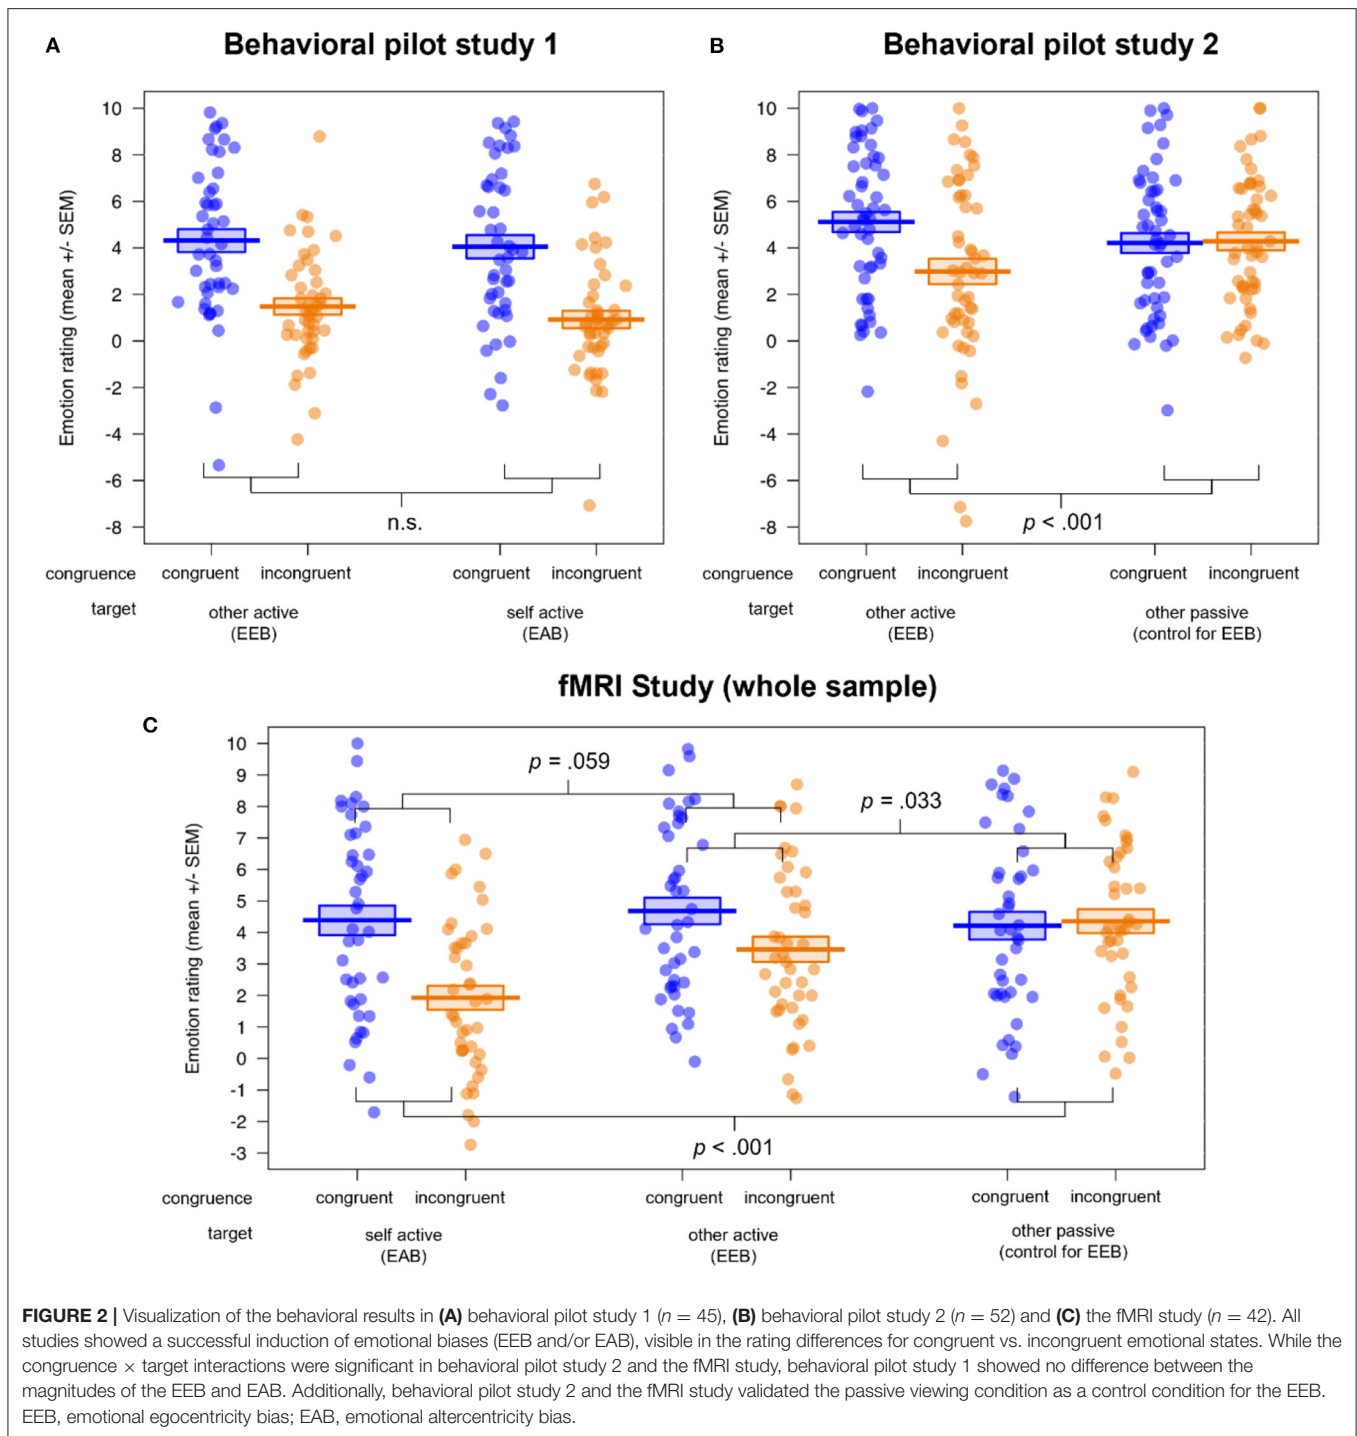 A
Behavioral pilot study 1
Emotion rating (mean +/- SEM)
10
8
6
4
2
0
-2
-4
-6
-8
n.s.
congruence congruent incongruent congruent incongruent
target other active self active
(EEB) (EAB)
B
Behavioral pilot study 2
Emotion rating (mean +/- SEM)
10
8
6
4
2
0
-2
-4
-6
-8
p < .001
congruence congruent incongruent congruent incongruent
target other active other passive
(EEB) (control for EEB)
fMRI Study (whole sample)
C
Emotion rating (mean +/- SEM)
10
9
8
7
6
5
4
3
2
1
0
-1
-2
-3
p = .059
p = .033
p < .001
congruence congruent incongruent congruent incongruent congruent incongruent
target self active other active other passive
(EAB) (EEB) (control for EEB)
FIGURE 2 | Visualization of the behavioral results in (A) behavioral pilot study 1 (n = 45), (B) behavioral pilot study 2 (n = 52) and (C) the fMRI study (n = 42). All
studies showed a successful induction of emotional biases (EEB and/or EAB), visible in the rating differences for congruent vs. incongruent emotional states. While the
congruence × target interactions were significant in behavioral pilot study 2 and the fMRI study, behavioral pilot study 1 showed no difference between the
magnitudes of the EEB and EAB. Additionally, behavioral pilot study 2 and the fMRI study validated the passive viewing condition as a control condition for the EEB.
EEB, emotional egocentricity bias; EAB, emotional altercentricity bias.